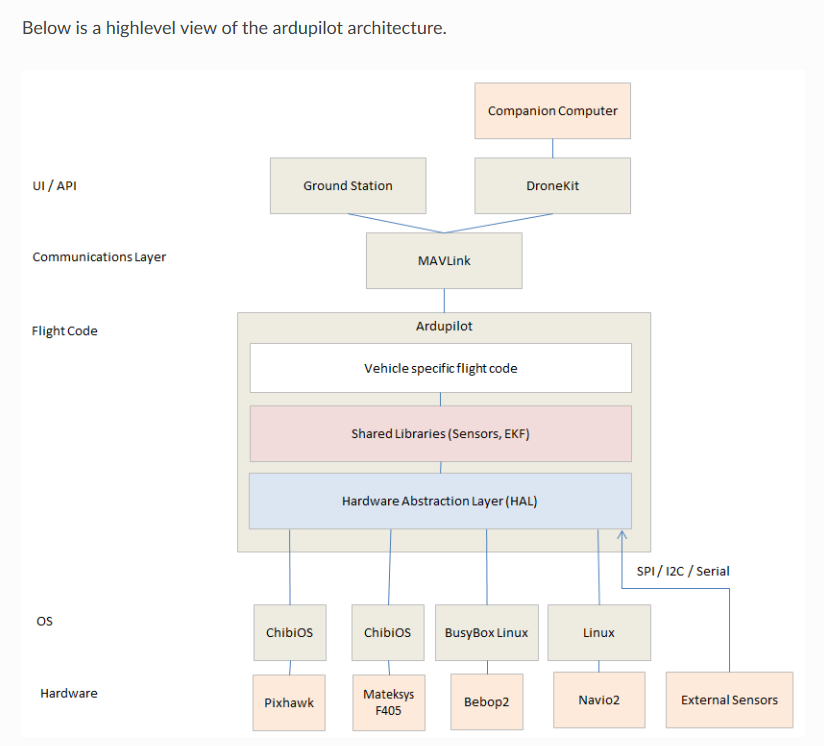 Below is a highlevel view of the ardupilot architecture.
Companion Computer
UI / API
Ground Station
DroneKit
Communications Layer
MAVLink
Flight Code
Ardupilot
Vehicle specific flight code
Shared Libraries (Sensors, EKF)
Hardware Abstraction Layer (HAL)
SPI / I2C / Serial
OS
ChibiOS
ChibiOS
BusyBox Linux
Linux
Hardware
Pixhawk
Mateksys
F405
Bebop2
Navio2
External Sensors